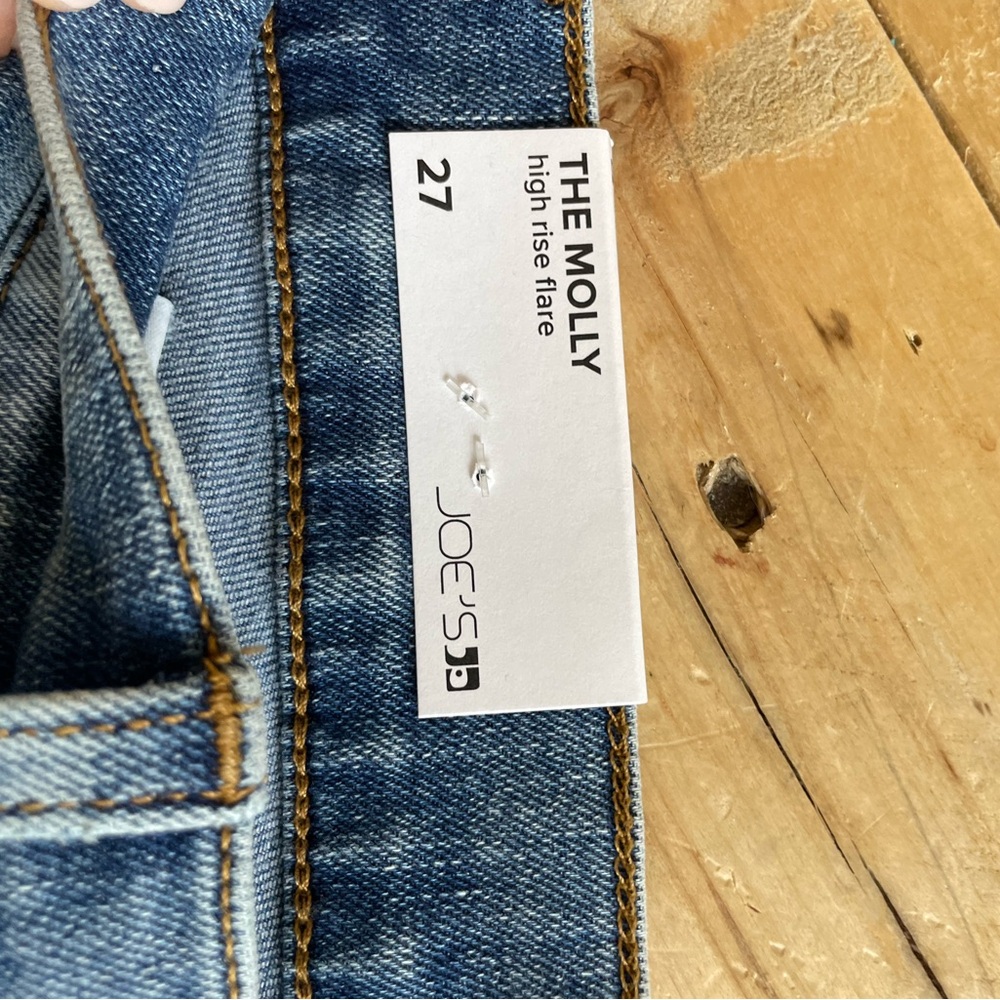 THE MOLLY
high rise flare
27
JOE'S